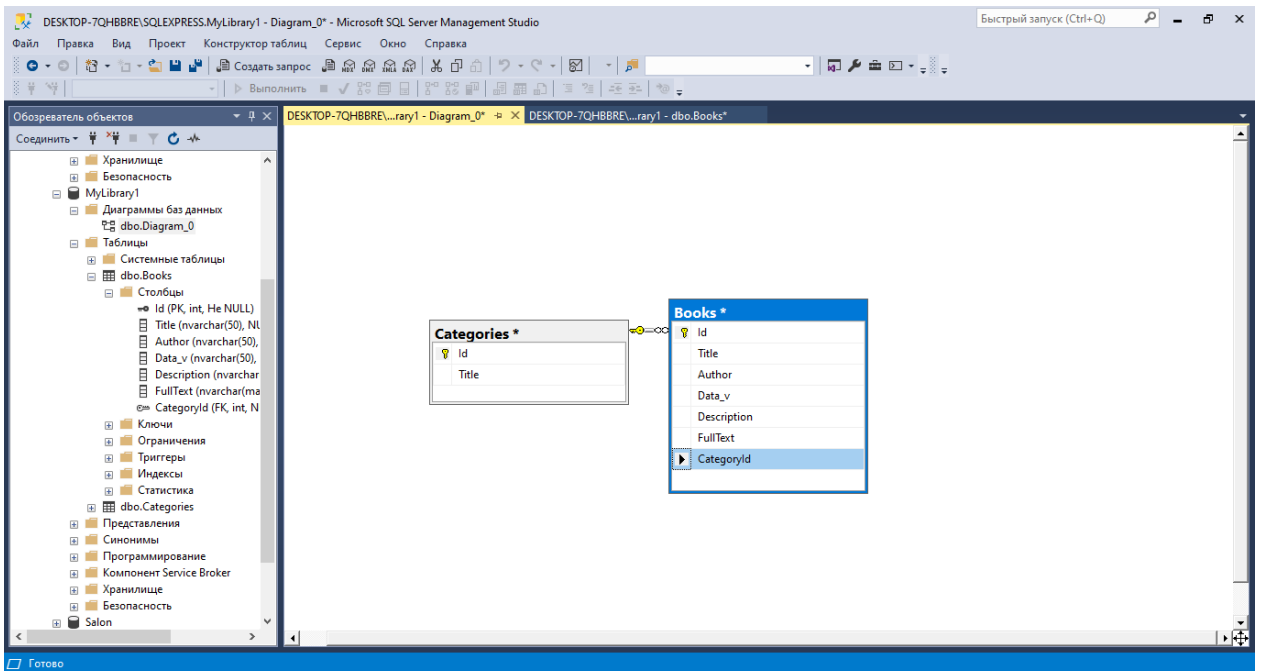 DESKTOP-7QHBBRE\SQLEXPRESS.MyLibrary1 - Diagram_0* - Microsoft SQL Server Management Studio
Быстрый запуск (Ctrl+Q)
Файл Правка Вид Проект Конструктор таблиц Сервис Окно Справка
Создать запрос
Выполнить
Обозреватель объектов
DESKTOP-7QHBBRE\...rary1 - Diagram_0*
DESKTOP-7QHBBRE\...rary1 - dbo.Books*
Соединить
Хранилище
Безопасность
MyLibrary1
Диаграммы баз данных
dbo.Diagram_0
Таблицы
Системные таблицы
dbo.Books
Столбцы
Id (PK, int, Не NULL)
Title (nvarchar(50), NU
Author (nvarchar(50),
Data_v (nvarchar(50),
Description (nvarchar
FullText (nvarchar(ma
CategoryId (FK, int, N
Ключи
Ограничения
Триггеры
Индексы
Статистика
dbo.Categories
Представления
Синонимы
Программирование
Компонент Service Broker
Хранилище
Безопасность
Salon
Categories *
Id
Title
Books *
Id
Title
Author
Data_v
Description
FullText
CategoryId
Готово